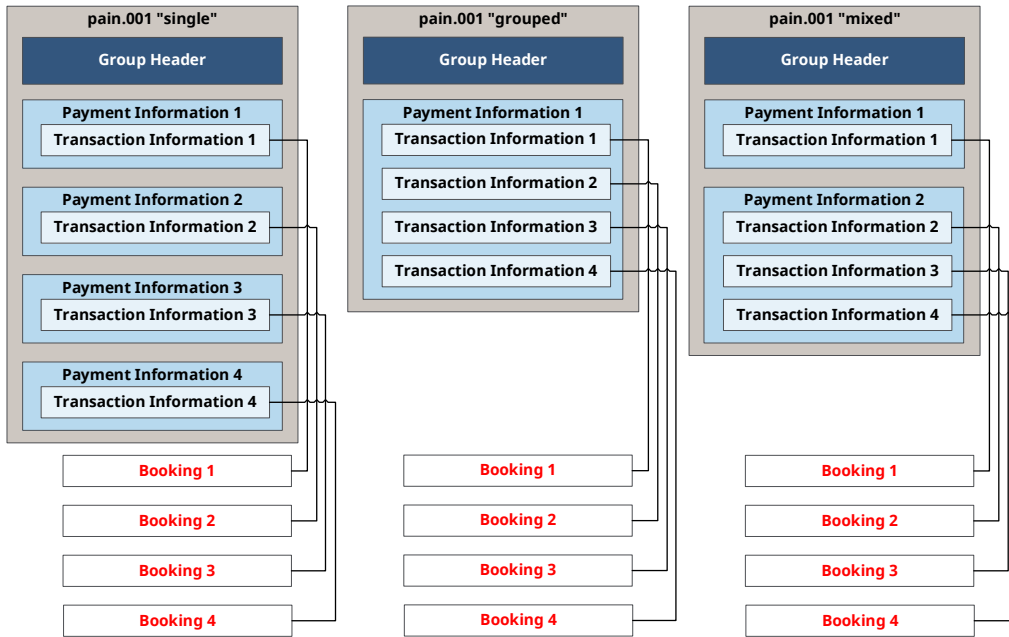 pain.001 "single"
Group Header
Payment Information 1
Transaction Information 1
Payment Information 2
Transaction Information 2
Payment Information 3
Transaction Information 3
Payment Information 4
Transaction Information 4
Booking 1
Booking 2
Booking 3
Booking 4
pain.001 "grouped"
Group Header
Payment Information 1
Transaction Information 1
Transaction Information 2
Transaction Information 3
Transaction Information 4
Booking 1
Booking 2
Booking 3
Booking 4
pain.001 "mixed"
Group Header
Payment Information 1
Transaction Information 1
Payment Information 2
Transaction Information 2
Transaction Information 3
Transaction Information 4
Booking 1
Booking 2
Booking 3
Booking 4